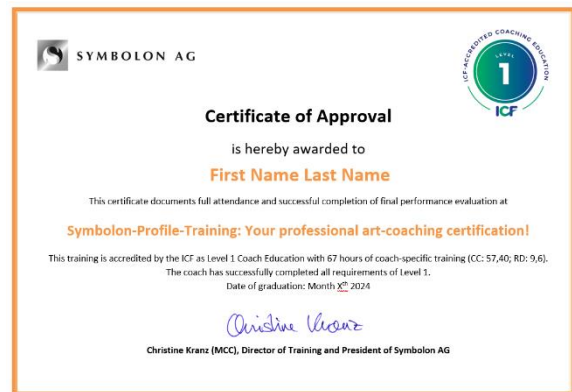 SYMBOLON AG
ICF-ACCREDITED COACHING EDUCATION
LEVEL
1
ICF
Certificate of Approval
is hereby awarded to
First Name Last Name
This certificate documents full attendance and successful completion of final performance evaluation at
Symbolon-Profile-Training: Your professional art-coaching certification!
This training is accredited by the ICF as Level 1 Coach Education with 67 hours of coach-specific training (CC: 57,40; RD: 9,6).
The coach has successfully completed all requirements of Level 1.
Date of graduation: Month Xth 2024
Christine Kranz
Christine Kranz (MCC), Director of Training and President of Symbolon AG